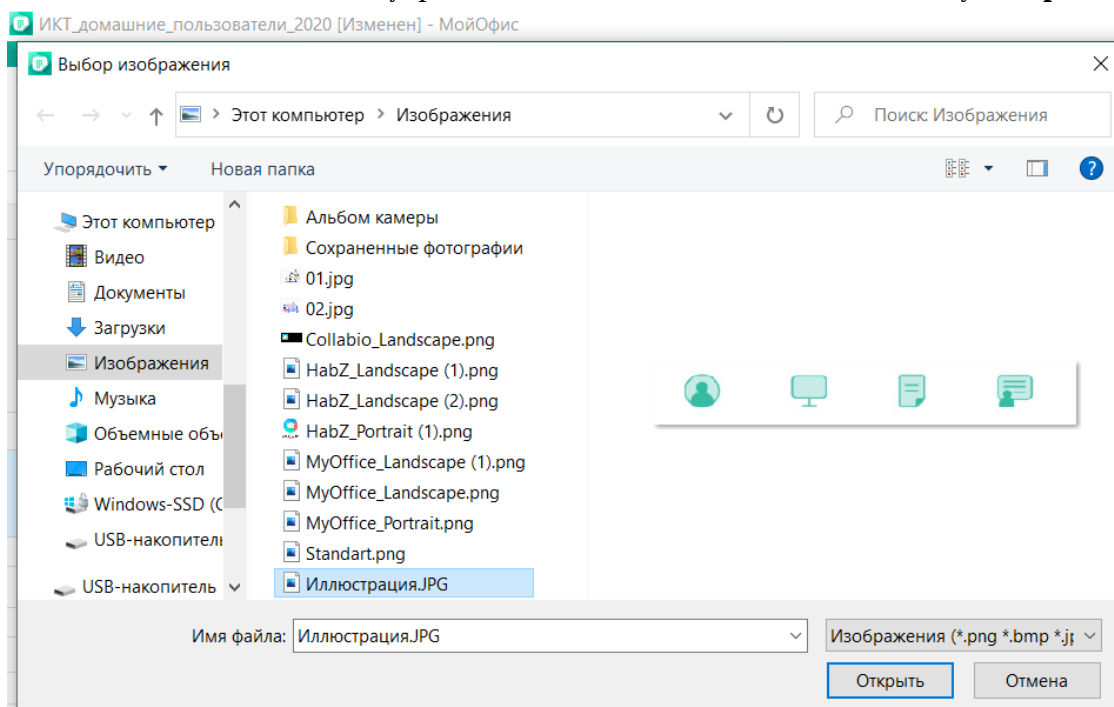 ИКТ_домашние_пользователи_2020 [Изменен] - МойОфис
Выбор изображения
Этот компьютер > Изображения
Поиск: Изображения
Упорядочить
Новая папка
Этот компьютер
Видео
Документы
Загрузки
Изображения
Музыка
Объемные объ
Рабочий стол
Windows-SSD (C
USB-накопитель
USB-накопитель
Альбом камеры
Сохраненные фотографии
01.jpg
02.jpg
Collabio_Landscape.png
HabZ_Landscape (1).png
HabZ_Landscape (2).png
HabZ_Portrait (1).png
MyOffice_Landscape (1).png
MyOffice_Landscape.png
MyOffice_Portrait.png
Standart.png
Иллюстрация.JPG
Имя файла: Иллюстрация.JPG
Изображения (*.png *.bmp *.jp
Открыть
Отмена